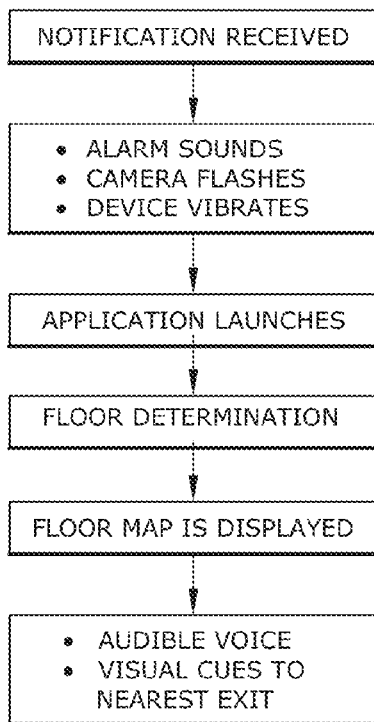 NOTIFICATION RECEIVED
• ALARM SOUNDS
• CAMERA FLASHES
• DEVICE VIBRATES
APPLICATION LAUNCHES
FLOOR DETERMINATION
FLOOR MAP IS DISPLAYED
• AUDIBLE VOICE
• VISUAL CUES TO
NEAREST EXIT